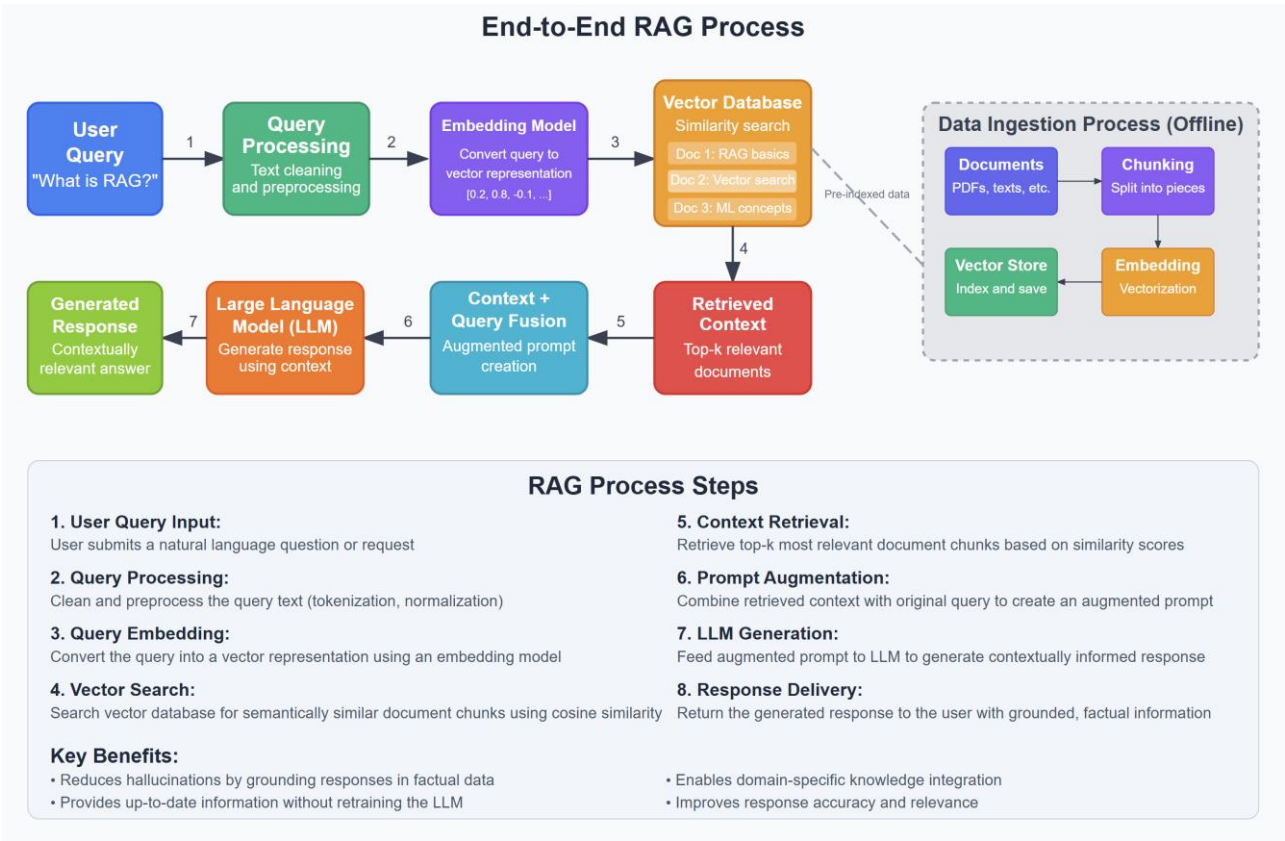 End-to-End RAG Process
User
Query
"What is RAG?"
1
Query
Processing
Text cleaning
and preprocessing
2
Embedding Model
Convert query to
vector representation
[0.2, 0.8, -0.1, ...]
3
Vector Database
Similarity search
Doc 1: RAG basics
Doc 2: Vector search
Doc 3: ML concepts
Pre-indexed data
Data Ingestion Process (Offline)
Documents
PDFs, texts, etc.
Chunking
Split into pieces
Vector Store
Index and save
Embedding
Vectorization
4
Generated
Response
Contextually
relevant answer
7
Large Language
Model (LLM)
Generate response
using context
6
Context +
Query Fusion
Augmented prompt
creation
5
Retrieved
Context
Top-k relevant
documents
RAG Process Steps
1. User Query Input:
User submits a natural language question or request
2. Query Processing:
Clean and preprocess the query text (tokenization, normalization)
3. Query Embedding:
Convert the query into a vector representation using an embedding model
4. Vector Search:
Search vector database for semantically similar document chunks using cosine similarity
5. Context Retrieval:
Retrieve top-k most relevant document chunks based on similarity scores
6. Prompt Augmentation:
Combine retrieved context with original query to create an augmented prompt
7. LLM Generation:
Feed augmented prompt to LLM to generate contextually informed response
8. Response Delivery:
Return the generated response to the user with grounded, factual information
Key Benefits:
• Reduces hallucinations by grounding responses in factual data
• Provides up-to-date information without retraining the LLM
• Enables domain-specific knowledge integration
• Improves response accuracy and relevance